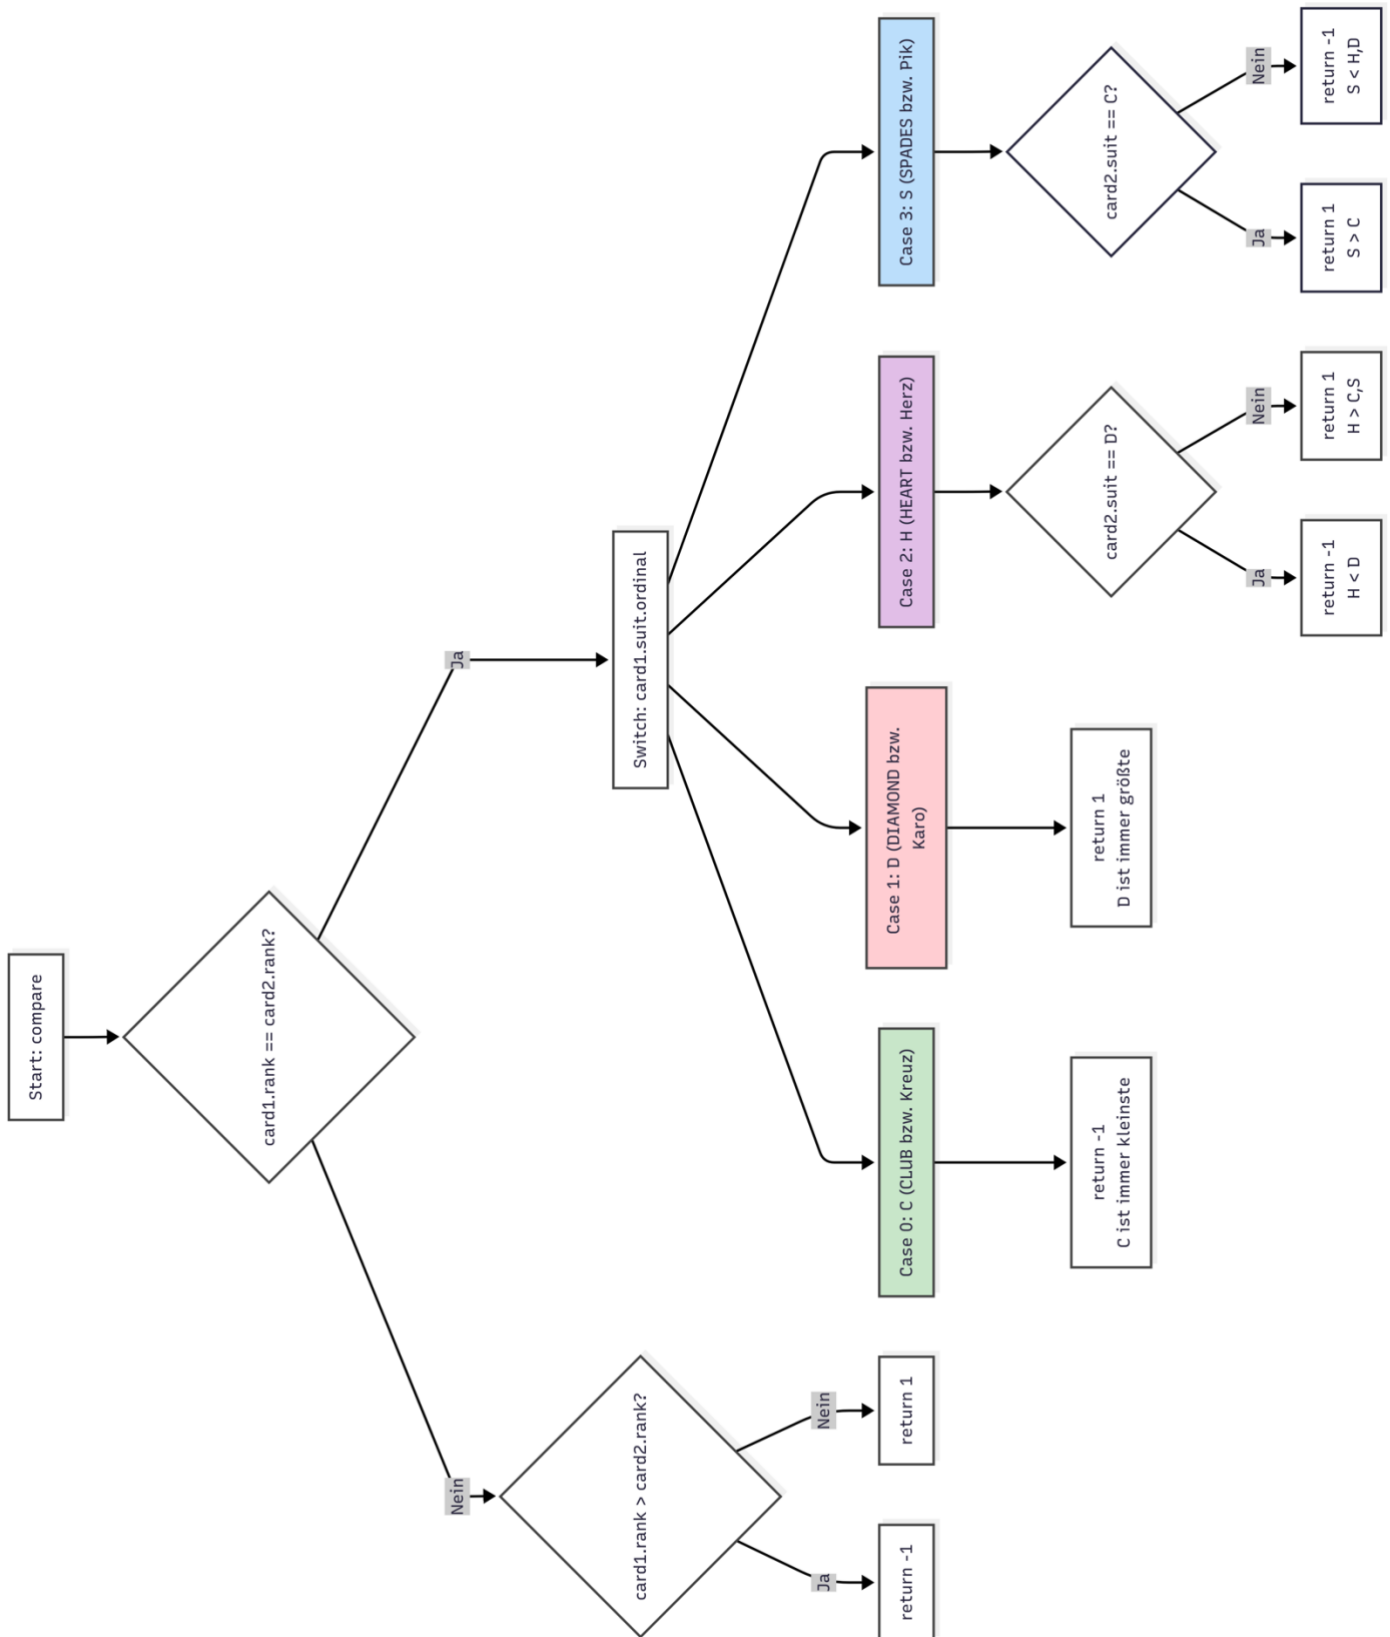 Start: compare
card1.rank == card2.rank?
Nein
Ja
card1.rank > card2.rank?
Switch: card1.suit.ordinal
Ja
Nein
return -1
return 1
Case 0: C (CLUB bzw. Kreuz)
Case 1: D (DIAMOND bzw.
Karo)
Case 2: H (HEART bzw. Herz)
Case 3: S (SPADES bzw. Pik)
return -1
C ist immer kleinste
return 1
D ist immer größte
card2.suit == D?
card2.suit == C?
Ja
Nein
Ja
Nein
return -1
H < D
return 1
H > C,S
return 1
S > C
return -1
S < H,D